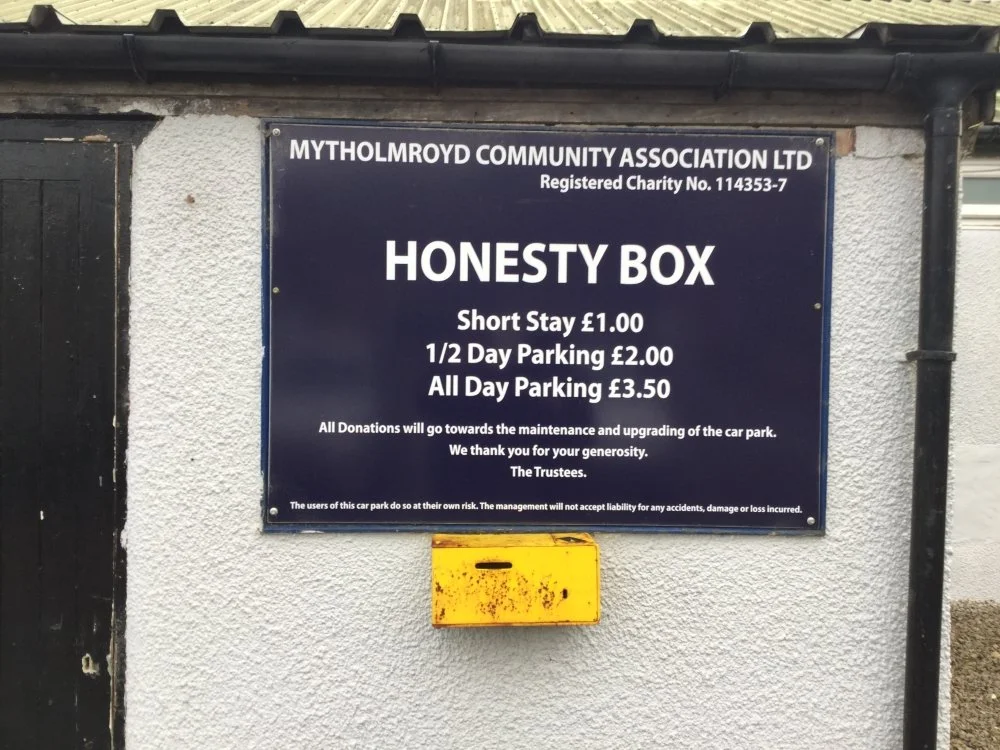 MYTHOLMROYD COMMUNITY ASSOCIATION LTD
Registered Charity No. 114353-7
HONESTY BOX
Short Stay £1.00
1/2 Day Parking £2.00
All Day Parking £3.50
All Donations will go towards the maintenance and upgrading of the car park.
We thank you for your generosity.
The Trustees.
The users of this car park do so at their own risk. The management will not accept liability for any accidents, damage or loss incurred.